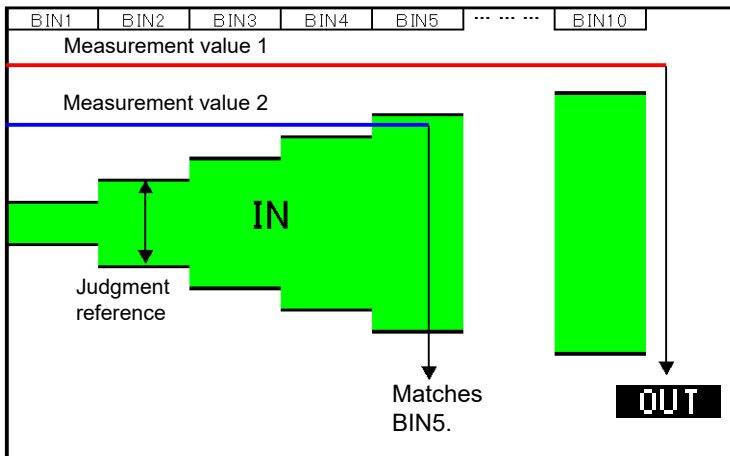 BIN1 BIN2 BIN3 BIN4 BIN5 ... ... ... BIN10
Measurement value 1
Measurement value 2
IN
Judgment
reference
Matches
BIN5.
OUT